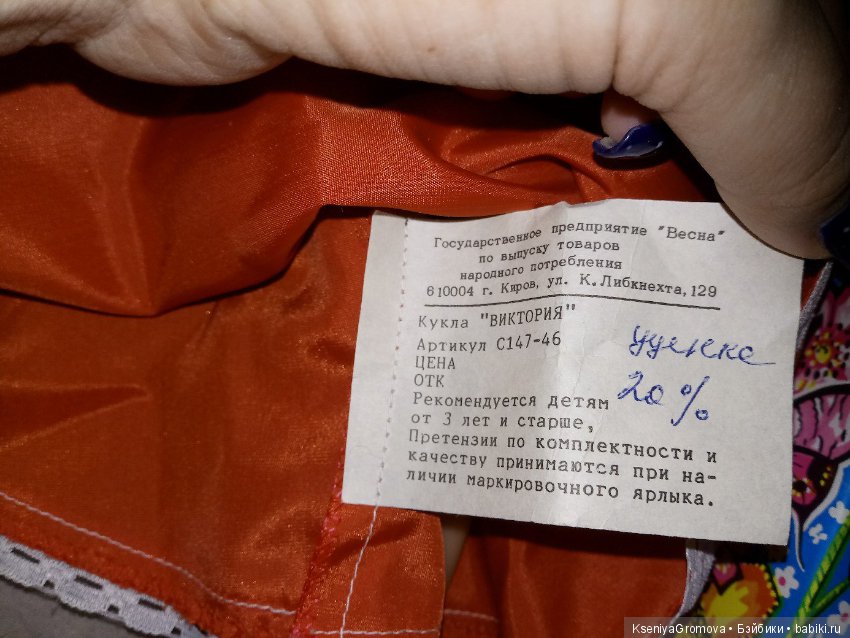 Государственное предприятие "Весна"
по выпуску товаров
народного потребления
610004 г. Киров, ул. К.Либкнехта,129
Кукла "ВИКТОРИЯ"
Артикул С147-46
уценка
ЦЕНА
20%
ОТК
Рекомендуется детям
от 3 лет и старше,
Претензии по комплектности и
качеству принимаются при на-
личии маркировочного ярлыка.
KseniyaGromova • Бэйбики • babiki.ru